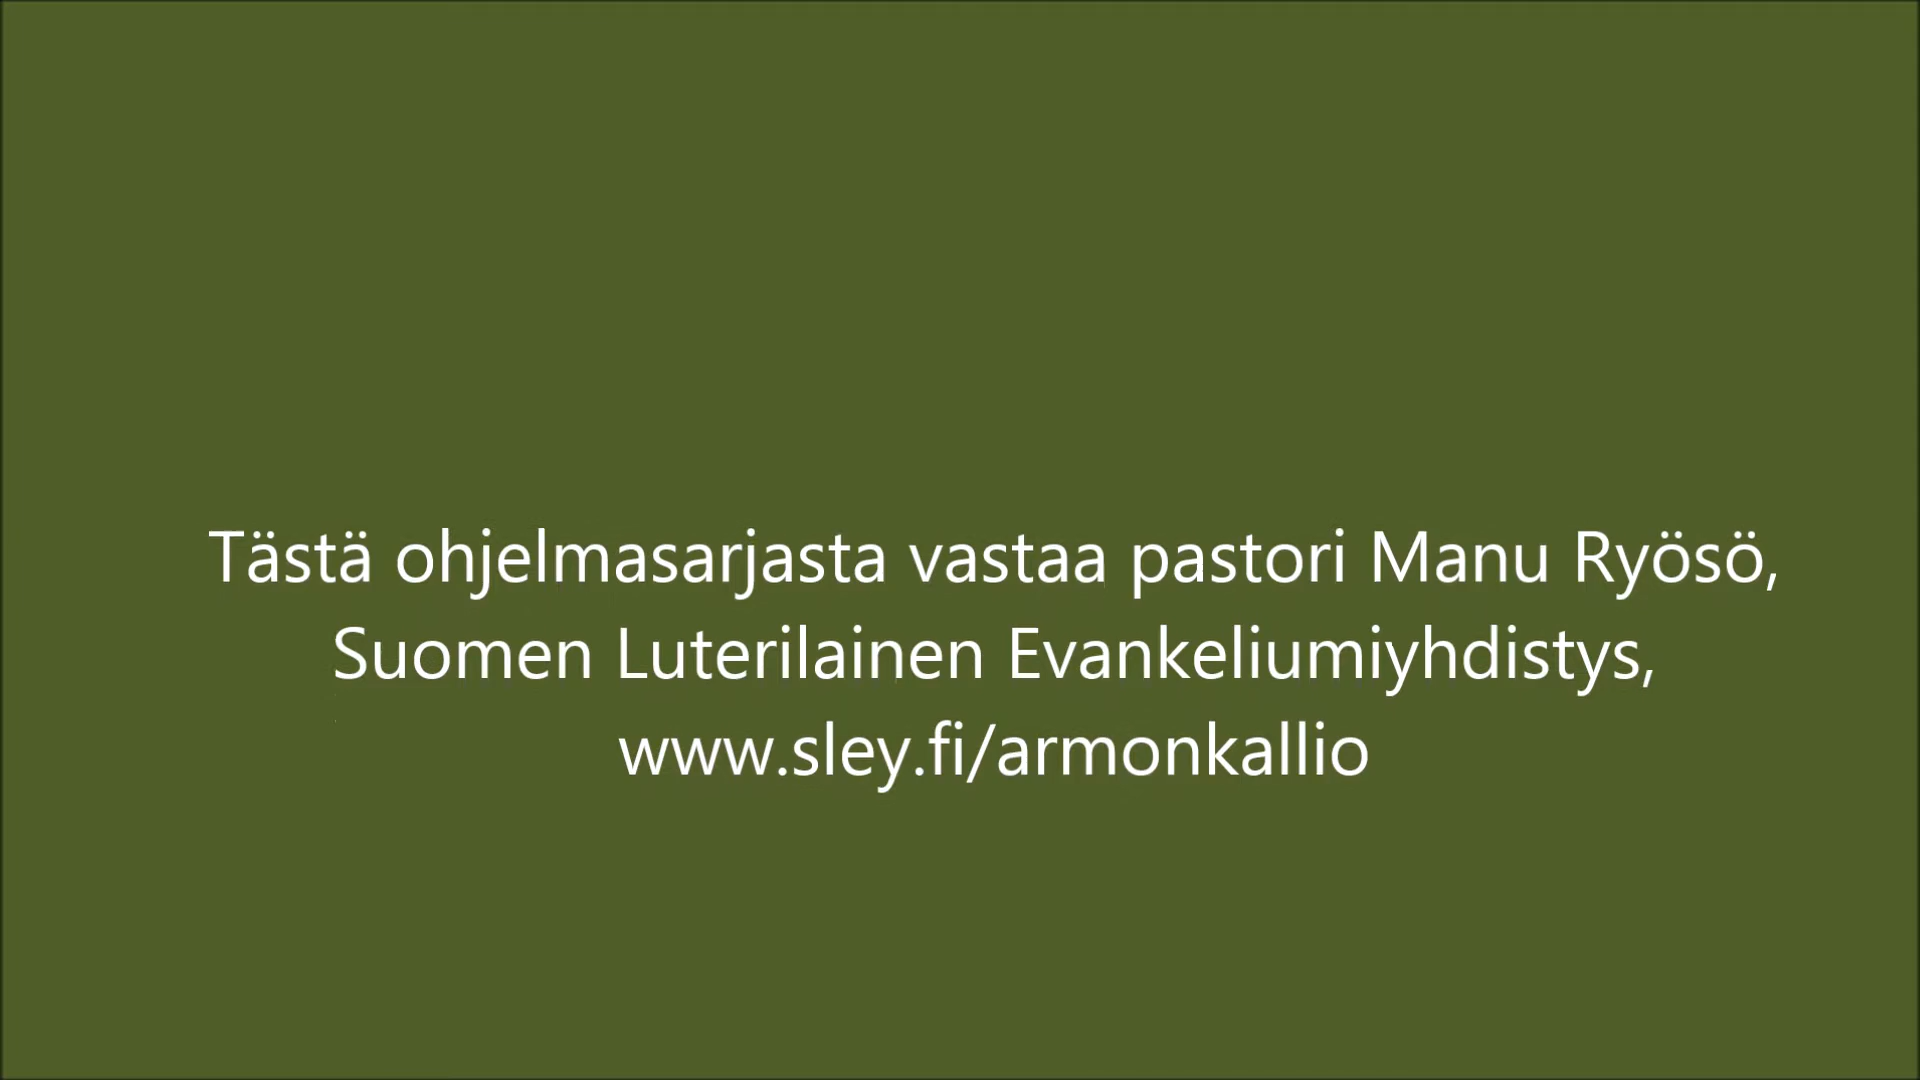 Tästä ohjelmasarjasta vastaa pastori Manu Ryösö,
Suomen Luterilainen Evankeliumiyhdistys,
www.sley.fi/armonkallio